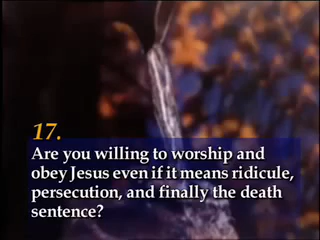 17.
Are you willing to worship and
obey Jesus even if it means ridicule,
persecution, and finally the death
sentence?